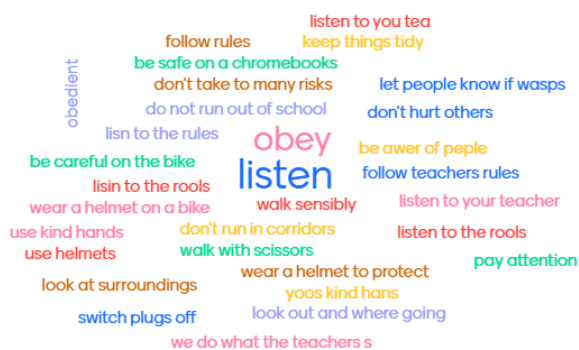 listen to you tea
follow rules
keep things tidy
be safe on a chromebooks
obedient
don't take to many risks
let people know if wasps
do not run out of school
don't hurt others
lisn to the rules
obey
be awer of peple
be careful on the bike
listen
follow teachers rules
lisin to the rools
walk sensibly
listen to your teacher
wear a helmet on a bike
use kind hands
don't run in corridors
listen to the rools
use helmets
walk with scissors
pay attention
wear a helmet to protect
look at surroundings
yoos kind hans
look out and where going
switch plugs off
we do what the teachers s